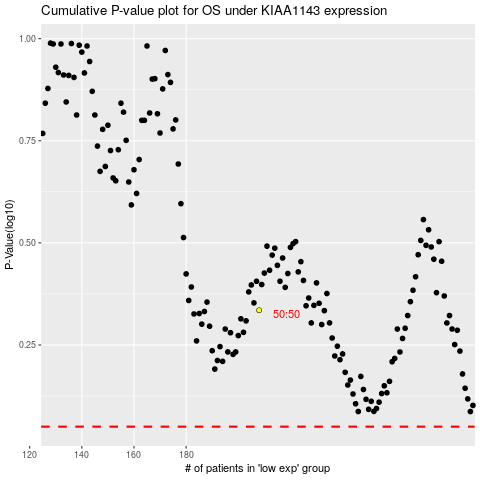 Cumulative P-value plot for OS under KIAA1143 expression
P-Value(log10)
1.00
0.75
0.50
0.25
50:50
120 140 160 180
# of patients in 'low exp' group